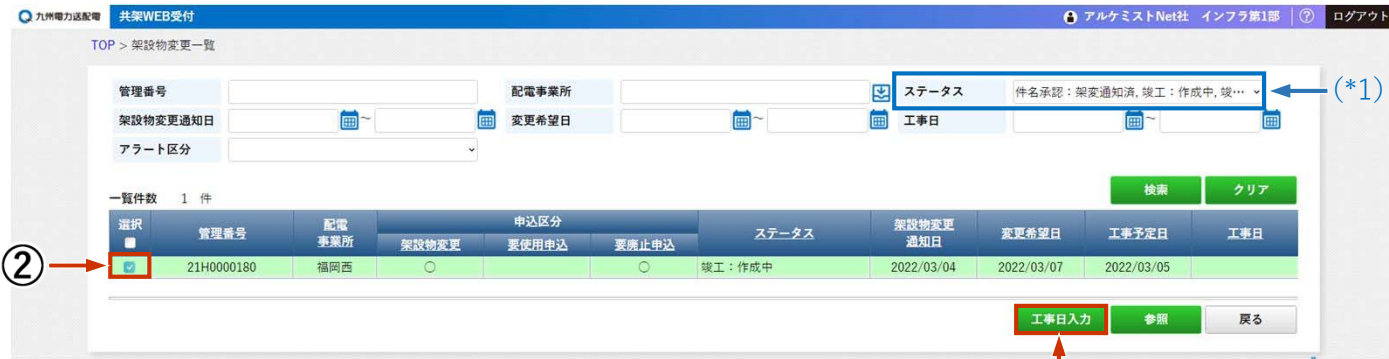 九州電力送配電 共架WEB受付 アルケミストNet社 インフラ第1部 ? ログアウト
TOP > 架設物変更一覧
管理番号 配電事業所 ステータス 件名承認：架変通知済, 竣工：作成中, 竣… (*1)
架設物変更通知日 ~ 変更希望日 ~ 工事日 ~
アラート区分
検索 クリア
一覧件数 1 件
選択 管理番号 配電事業所 申込区分 ステータス 架設物変更通知日 変更希望日 工事予定日 工事日
架設物変更 要使用申込 要廃止申込
② 21H0000180 福岡西 ○ ○ 竣工：作成中 2022/03/04 2022/03/07 2022/03/05
工事日入力 参照 戻る